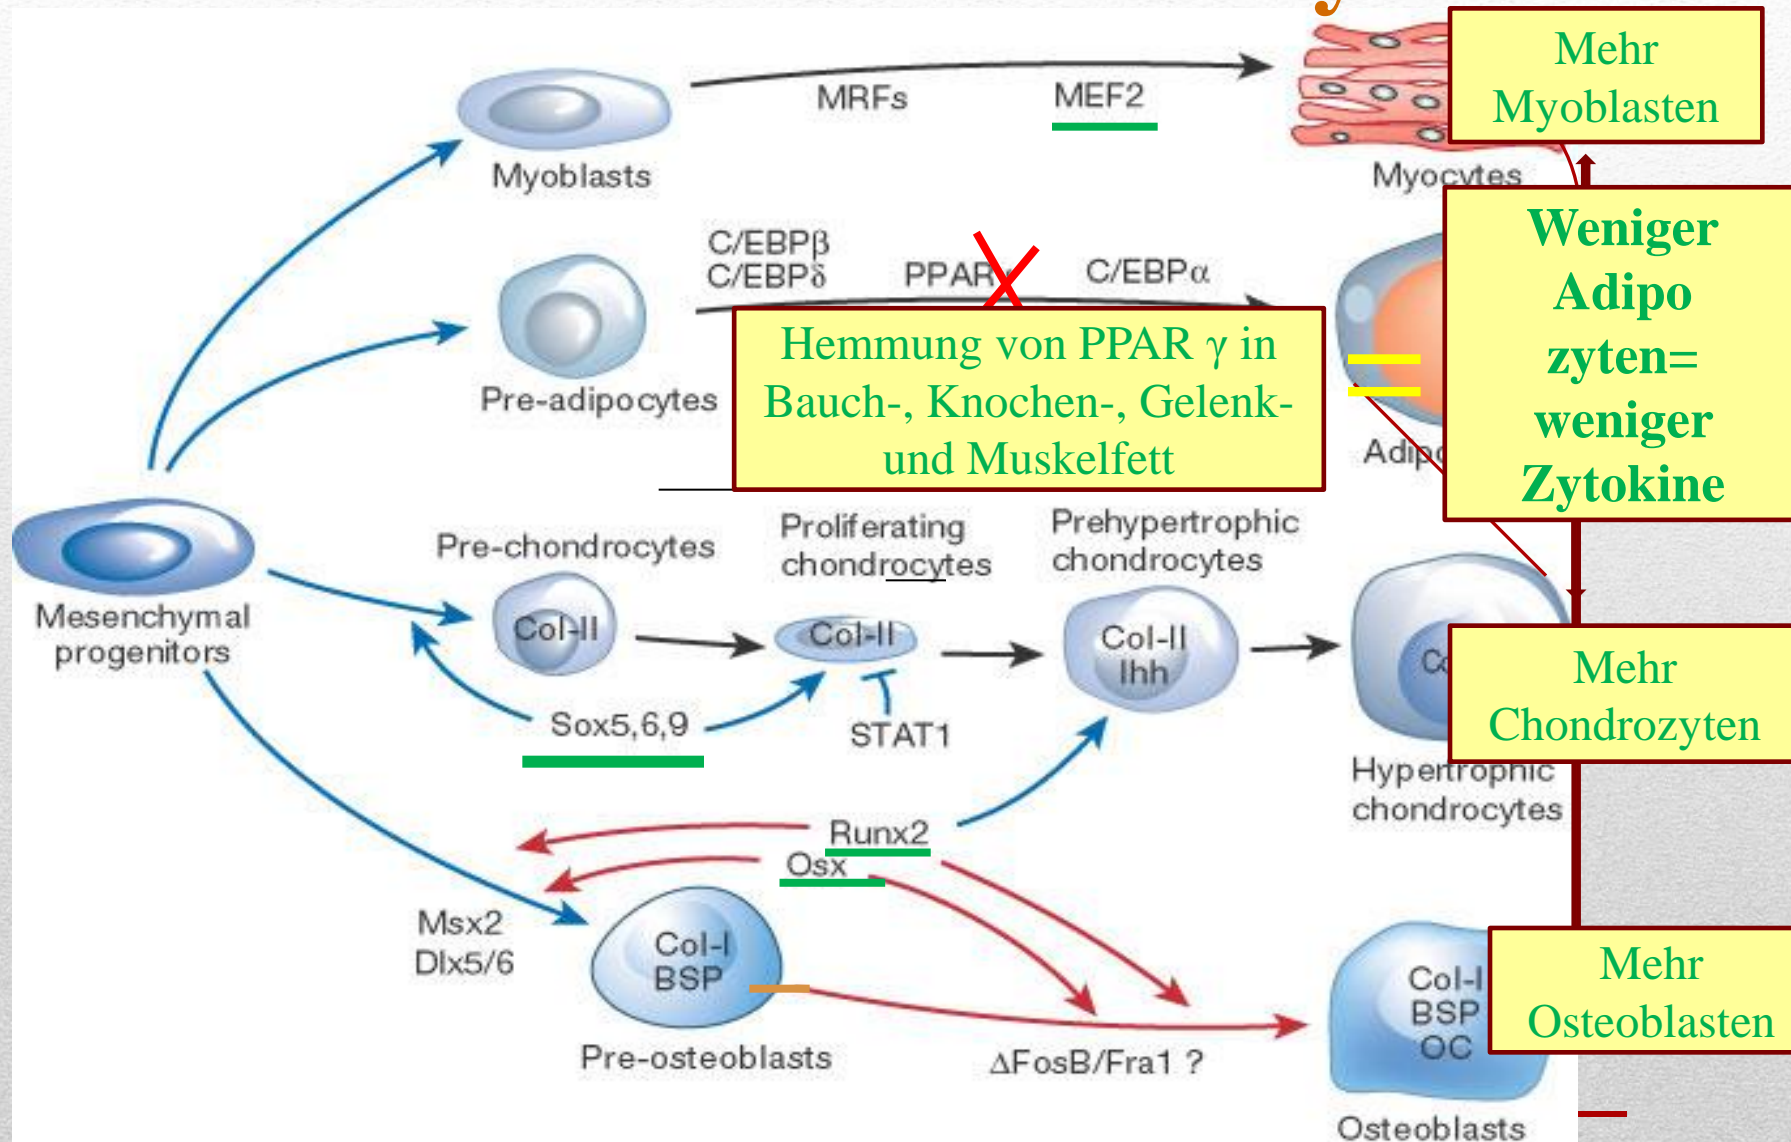 Mehr
Myoblasten
MRFs
MEF2
Myoblasts
Myocytes
Weniger
Adipo
zyten=
weniger
Zytokine
C/EBPβ
C/EBPδ
PPAR
C/EBPα
Hemmung von PPAR γ in
Bauch-, Knochen-, Gelenk-
und Muskelfett
Pre-adipocytes
Mesenchymal
progenitors
Pre-chondrocytes
Proliferating
chondrocytes
Prehypertrophic
chondrocytes
Col-II
Col-II
Col-II
Ihh
Mehr
Chondrozyten
Sox5,6,9
STAT1
Hypertrophic
chondrocytes
Runx2
Osx
Msx2
Dlx5/6
Col-I
BSP
Pre-osteoblasts
ΔFosB/Fra1 ?
Col-I
BSP
OC
Mehr
Osteoblasten
Osteoblasts